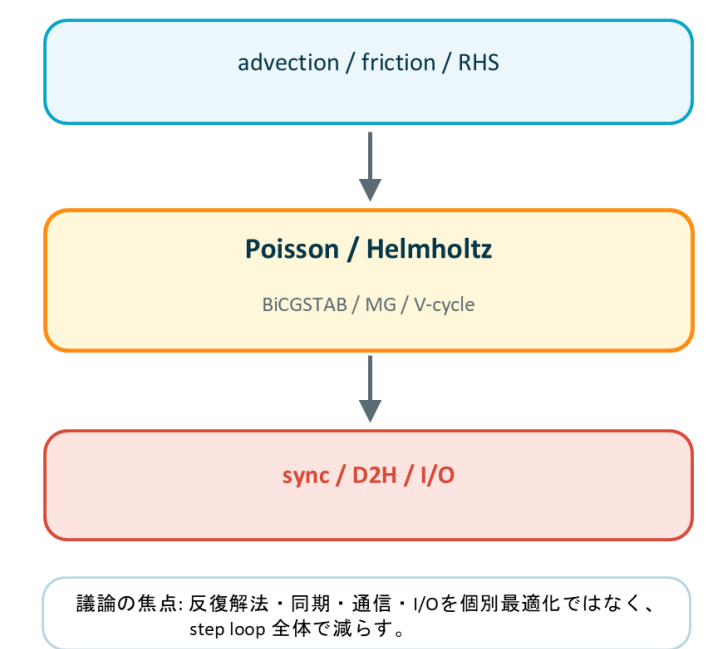 advection / friction / RHS
Poisson / Helmholtz
BiCGSTAB / MG / V-cycle
sync / D2H / I/O
議論の焦点: 反復解法・同期・通信・I/Oを個別最適化ではなく、
step loop 全体で減らす。